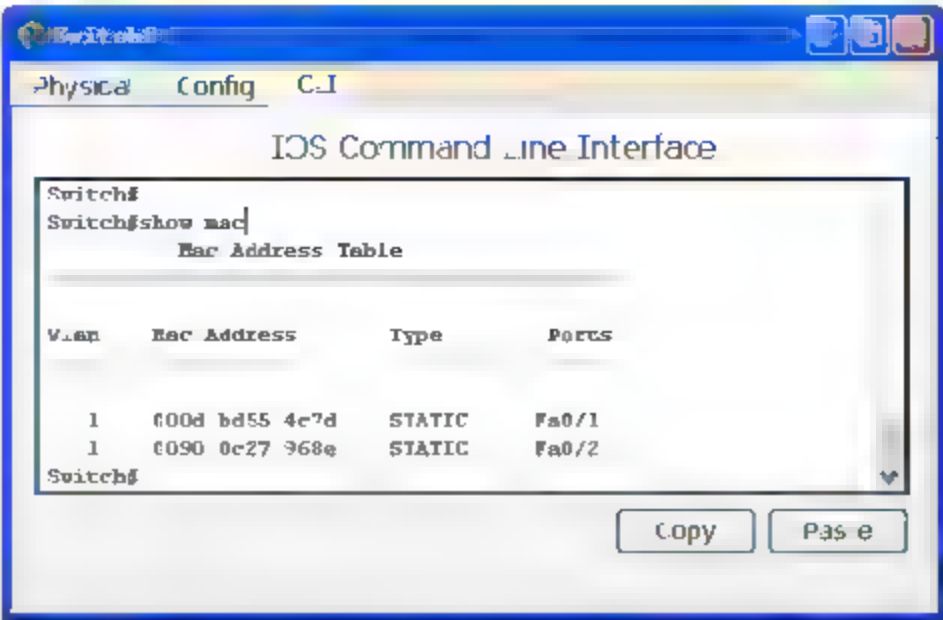 Physical Config CLI
IOS Command Line Interface
Switch#
Switch#show mac
Mac Address Table
Vlan Mac Address Type Ports
1 000d.bd55.4c7d STATIC Fa0/1
1 0090.0c27.968e STATIC Fa0/2
Switch#
Copy Paste